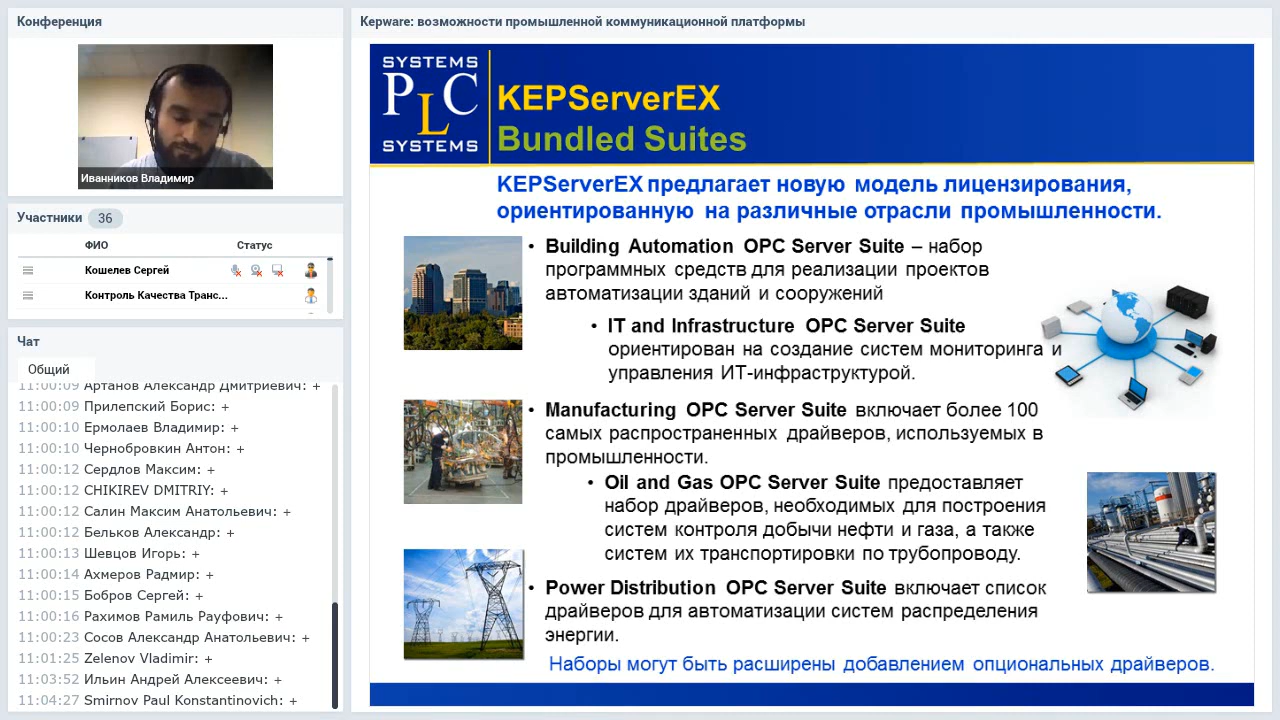 Конференция
Иванников Владимир
Участники 36
ФИО Статус
Кошелев Сергей
Контроль Качества Транс...
Чат
Общий
11:00:09 Артанов Александр Дмитриевич: +
11:00:09 Прилепский Борис: +
11:00:10 Ермолаев Владимир: +
11:00:10 Чернобровкин Антон: +
11:00:12 Сердлов Максим: +
11:00:12 CHIKIREV DMITRIY: +
11:00:12 Салин Максим Анатольевич: +
11:00:12 Бельков Александр: +
11:00:13 Шевцов Игорь: +
11:00:14 Ахмеров Радмир: +
11:00:15 Бобров Сергей: +
11:00:16 Рахимов Рамиль Рауфович: +
11:00:23 Сосов Александр Анатольевич: +
11:01:25 Zelenov Vladimir: +
11:03:52 Ильин Андрей Алексеевич: +
11:04:27 Smirnov Paul Konstantinovich: +
Kepware: возможности промышленной коммуникационной платформы
SYSTEMS
PLC
SYSTEMS
KEPServerEX
Bundled Suites
KEPServerEX предлагает новую модель лицензирования,
ориентированную на различные отрасли промышленности.
• Building Automation OPC Server Suite – набор
программных средств для реализации проектов
автоматизации зданий и сооружений
• IT and Infrastructure OPC Server Suite
ориентирован на создание систем мониторинга и
управления ИТ-инфраструктурой.
• Manufacturing OPC Server Suite включает более 100
самых распространенных драйверов, используемых в
промышленности.
• Oil and Gas OPC Server Suite предоставляет
набор драйверов, необходимых для построения
систем контроля добычи нефти и газа, а также
систем их транспортировки по трубопроводу.
• Power Distribution OPC Server Suite включает список
драйверов для автоматизации систем распределения
энергии.
Наборы могут быть расширены добавлением опциональных драйверов.